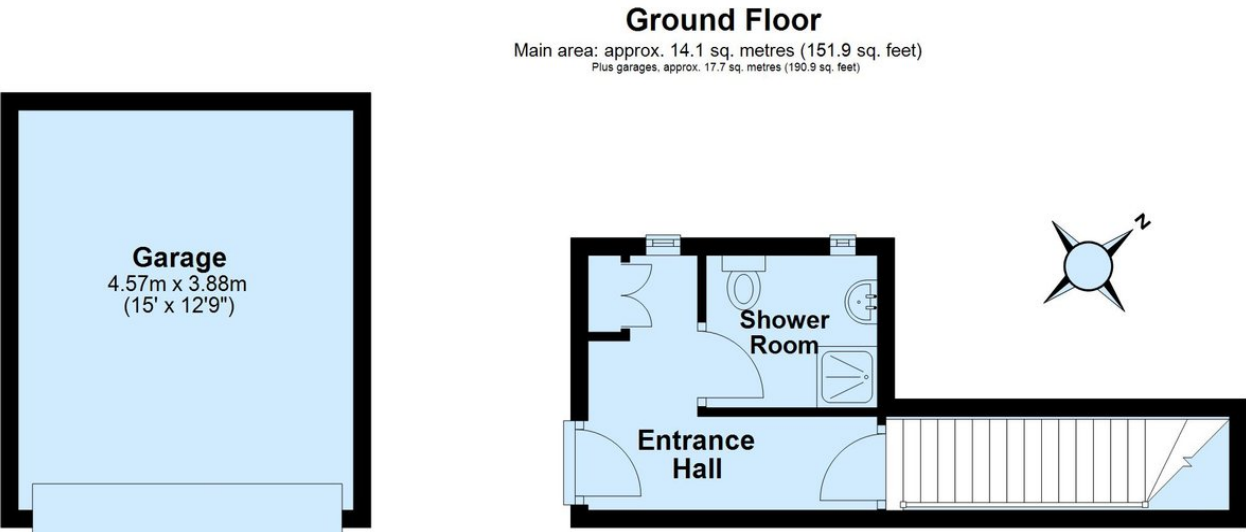 Ground Floor
Main area: approx. 14.1 sq. metres (151.9 sq. feet)
Plus garages, approx. 17.7 sq. metres (190.9 sq. feet)
Garage
4.57m x 3.88m
(15' x 12'9")
N
Shower
Room
Entrance
Hall